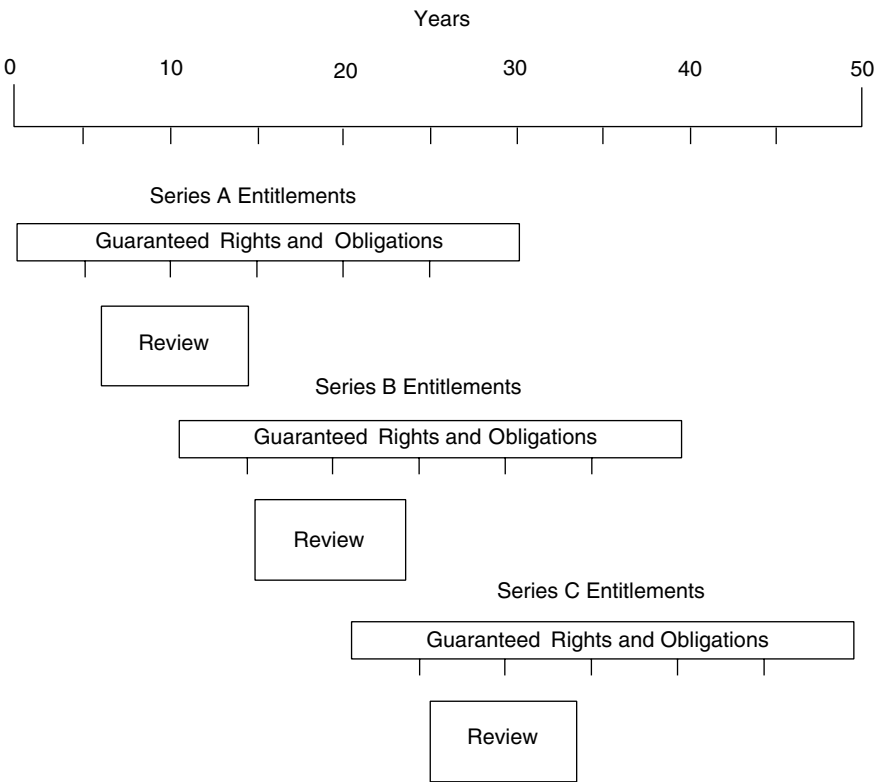 Years
0 10 20 30 40 50
Series A Entitlements
Guaranteed Rights and Obligations
Review
Series B Entitlements
Guaranteed Rights and Obligations
Review
Series C Entitlements
Guaranteed Rights and Obligations
Review